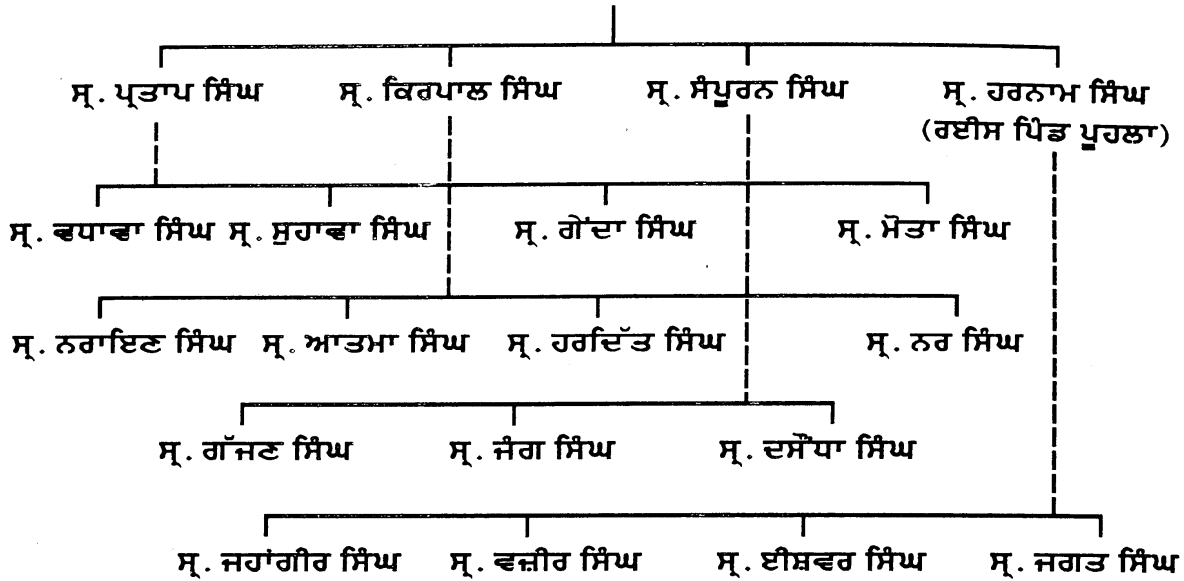 ਸ੍ਰ. ਪ੍ਰਤਾਪ ਸਿੰਘ ਸ੍ਰ. ਕਿਰਪਾਲ ਸਿੰਘ ਸ੍ਰ. ਸੰਪੂਰਨ ਸਿੰਘ ਸ੍ਰ. ਹਰਨਾਮ ਸਿੰਘ
(ਰਈਸ ਪਿੰਡ ਪੂਹਲਾ)
ਸ੍ਰ. ਵਧਾਵਾ ਸਿੰਘ ਸ੍ਰ. ਸੁਹਾਵਾ ਸਿੰਘ ਸ੍ਰ. ਗੇਂਦਾ ਸਿੰਘ ਸ੍ਰ. ਮੋਤਾ ਸਿੰਘ
ਸ੍ਰ. ਨਰਾਇਣ ਸਿੰਘ ਸ੍ਰ. ਆਤਮਾ ਸਿੰਘ ਸ੍ਰ. ਹਰਦਿੱਤ ਸਿੰਘ ਸ੍ਰ. ਨਰ ਸਿੰਘ
ਸ੍ਰ. ਗੱਜਣ ਸਿੰਘ ਸ੍ਰ. ਜੰਗ ਸਿੰਘ ਸ੍ਰ. ਦਸੌਂਧਾ ਸਿੰਘ
ਸ੍ਰ. ਜਹਾਂਗੀਰ ਸਿੰਘ ਸ੍ਰ. ਵਜ਼ੀਰ ਸਿੰਘ ਸ੍ਰ. ਈਸ਼ਵਰ ਸਿੰਘ ਸ੍ਰ. ਜਗਤ ਸਿੰਘ